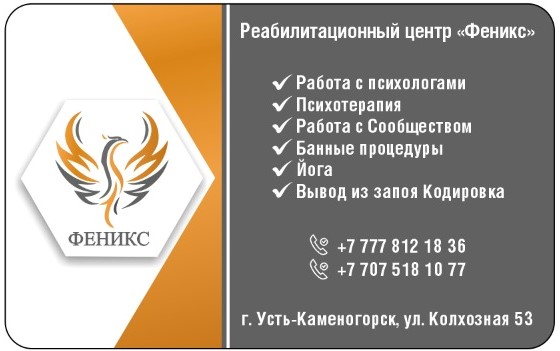 Реабилитационный центр «Феникс»
Работа с психологами
Психотерапия
Работа с Сообществом
Банные процедуры
Йога
Вывод из запоя Кодировка
ФЕНИКС
+7 777 812 18 36
+7 707 518 10 77
г. Усть-Каменогорск, ул. Колхозная 53